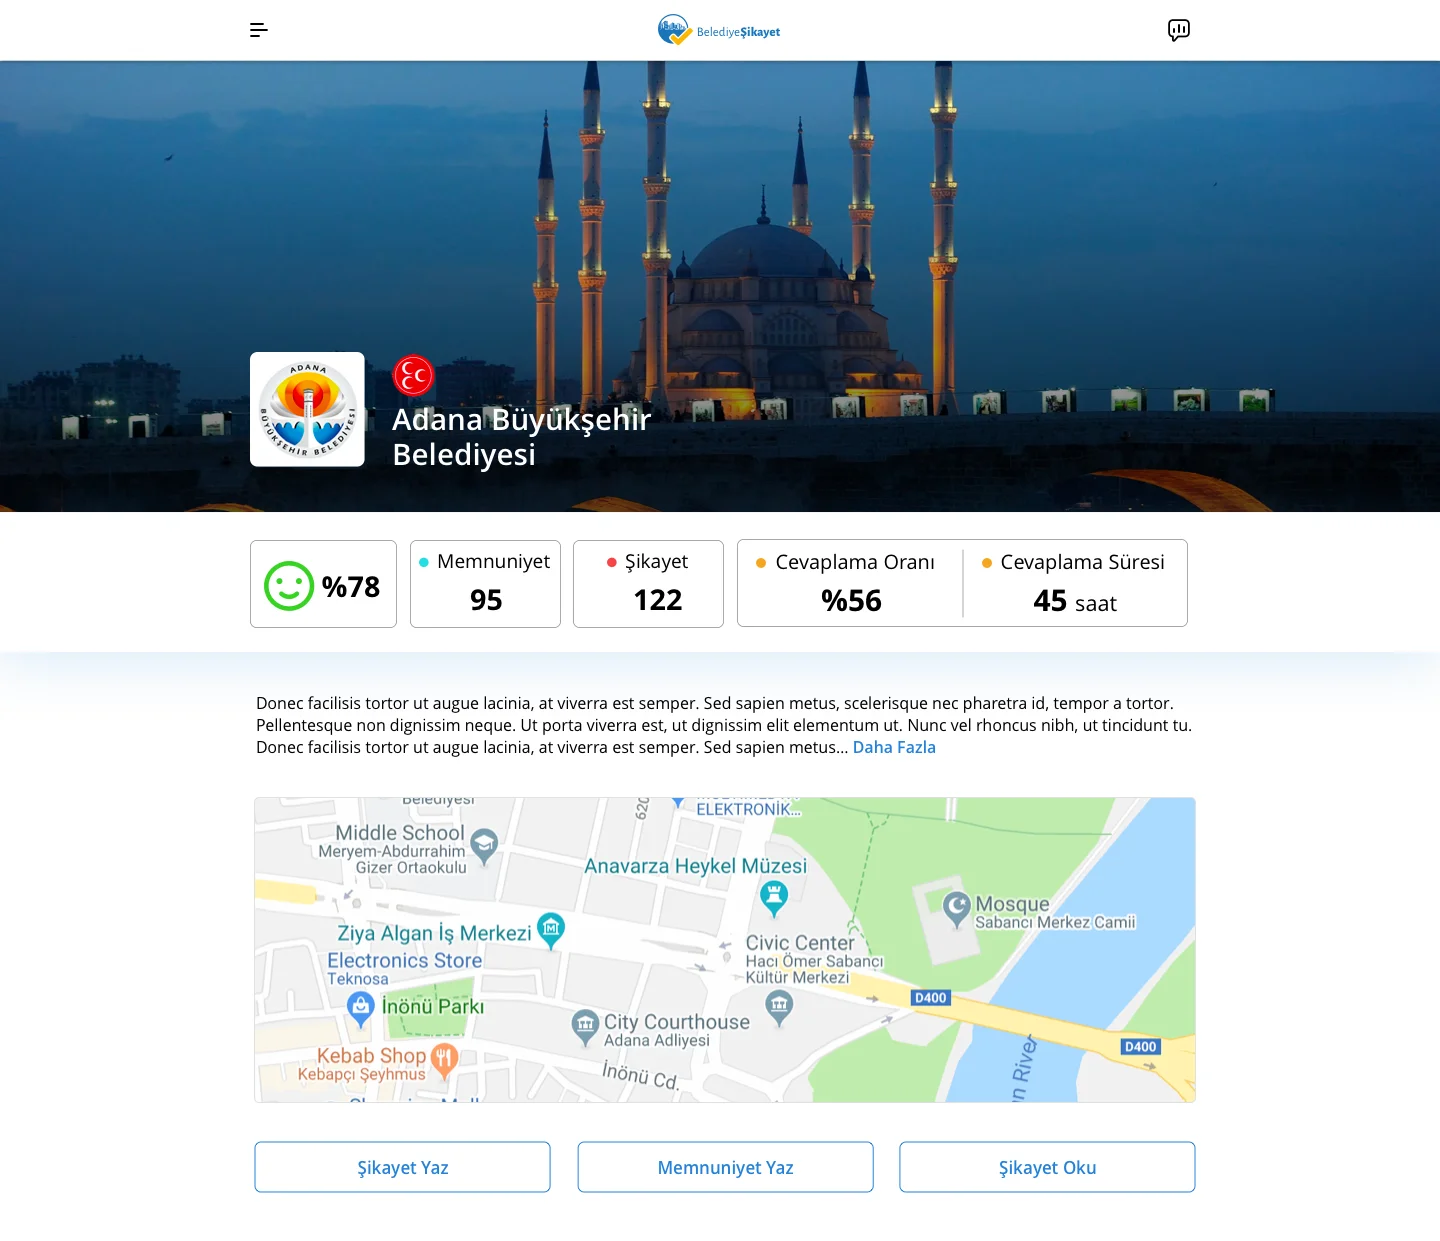 BelediyeŞikayet
ADANA
BÜYÜKŞEHİR BELEDİYESİ
Adana Büyükşehir
Belediyesi
%78
Memnuniyet
95
Şikayet
122
Cevaplama Oranı
%56
Cevaplama Süresi
45 saat
Donec facilisis tortor ut augue lacinia, at viverra est semper. Sed sapien metus, scelerisque nec pharetra id, tempor a tortor.
Pellentesque non dignissim neque. Ut porta viverra est, ut dignissim elit elementum ut. Nunc vel rhoncus nibh, ut tincidunt tu.
Donec facilisis tortor ut augue lacinia, at viverra est semper. Sed sapien metus... Daha Fazla
Belediyesi
620
ELEKTRONİK...
Middle School
Meryem-Abdurrahim
Gizer Ortaokulu
Anavarza Heykel Müzesi
Mosque
Sabancı Merkez Camii
Ziya Algan İş Merkezi
Civic Center
Hacı Ömer Sabancı
Kültür Merkezi
Electronics Store
Teknosa
D400
İnönü Parkı
City Courthouse
Adana Adliyesi
D400
Kebab Shop
Kebapçı Şeyhmus
İnönü Cd.
River
Şikayet Yaz
Memnuniyet Yaz
Şikayet Oku